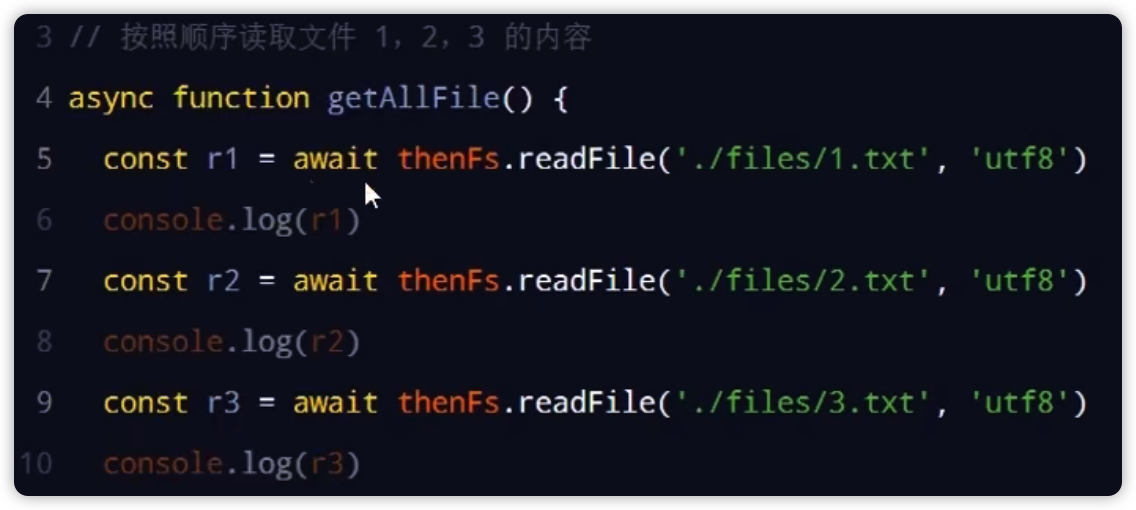 3 // 按照顺序读取文件 1，2，3 的内容
4 async function getAllFile() {
5 const r1 = await thenFs.readFile('./files/1.txt', 'utf8')
6 console.log(r1)
7 const r2 = await thenFs.readFile('./files/2.txt', 'utf8')
8 console.log(r2)
9 const r3 = await thenFs.readFile('./files/3.txt', 'utf8')
10 console.log(r3)